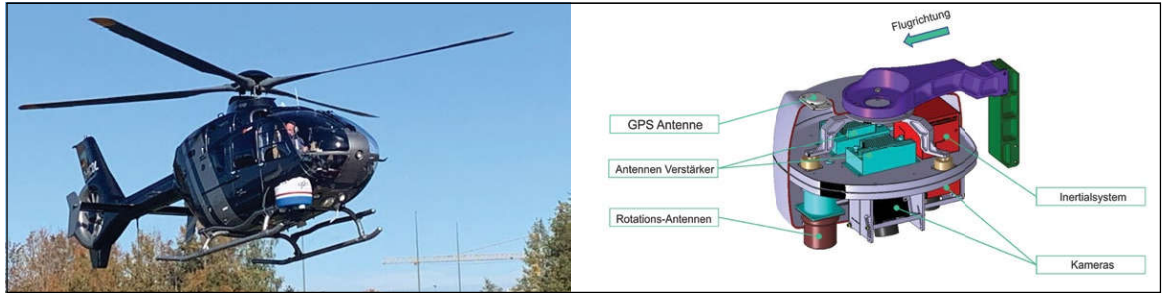 Flugrichtung
GPS Antenne
Antennen Verstärker
Rotations-Antennen
Inertialsystem
Kameras